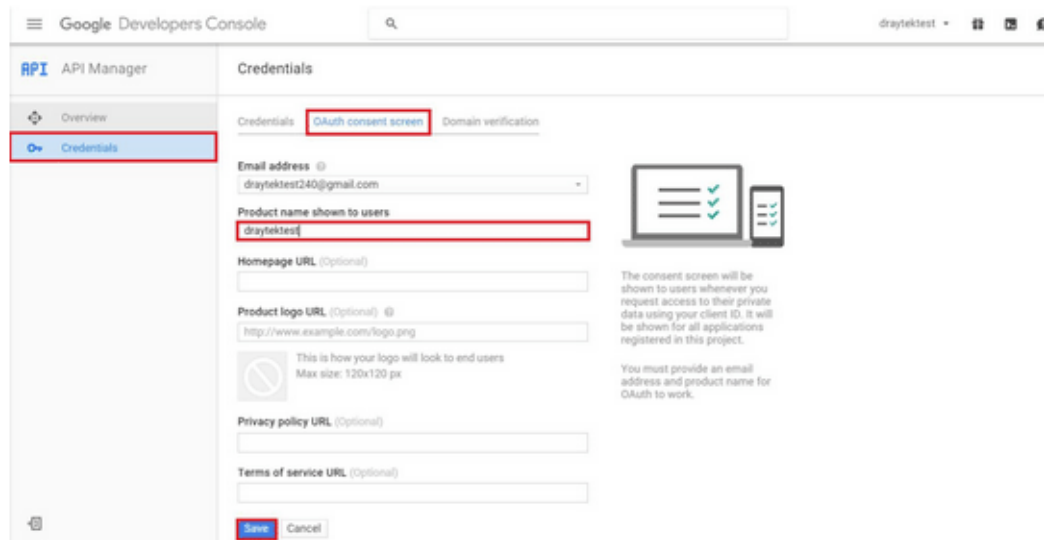 Google Developers Console
draytektest
API API Manager
Credentials
Overview
Credentials
Credentials OAuth consent screen Domain verification
Email address
draytektest240@gmail.com
Product name shown to users
draytektest
Homepage URL (Optional)
Product logo URL (Optional)
http://www.example.com/logo.png
This is how your logo will look to end users
Max size: 120x120 px
Privacy policy URL (Optional)
Terms of service URL (Optional)
Save Cancel
The consent screen will be
shown to users whenever you
request access to their private
data using your client ID. It will
be shown for all applications
registered in this project.
You must provide an email
address and product name for
OAuth to work.